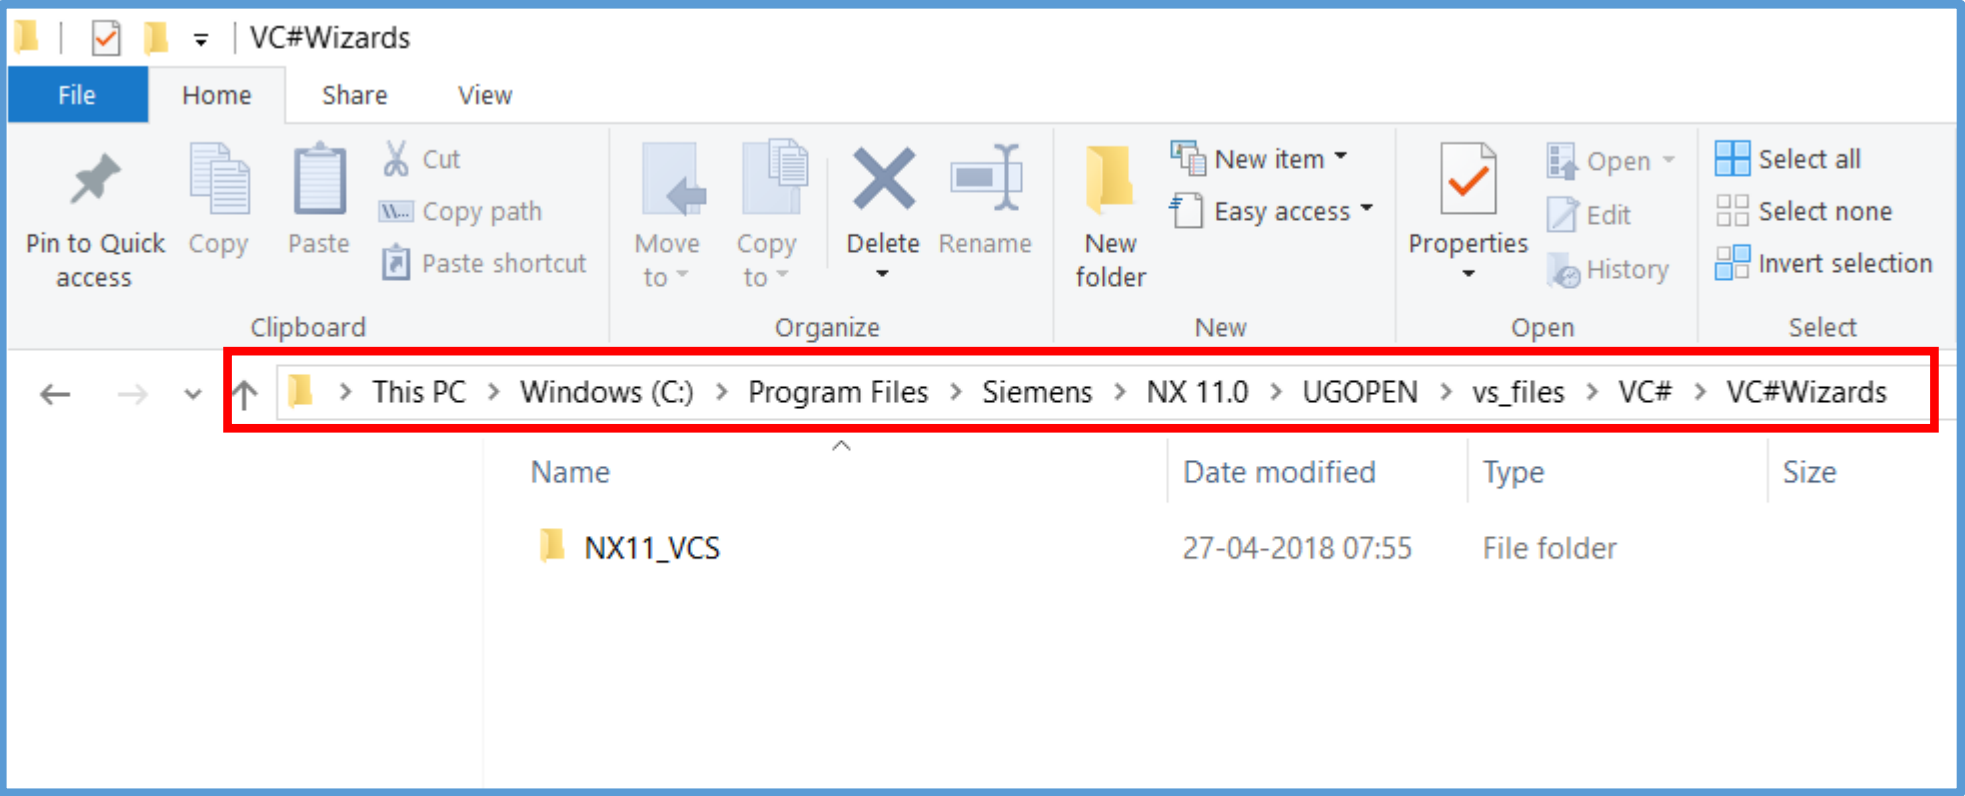 VC#Wizards
File Home Share View
Pin to Quick access
Copy
Paste
Cut
Copy path
Paste shortcut
Clipboard
Move to
Copy to
Delete
Rename
Organize
New folder
New item
Easy access
New
Properties
Open
Edit
History
Open
Select all
Select none
Invert selection
Select
This PC > Windows (C:) > Program Files > Siemens > NX 11.0 > UGOPEN > vs_files > VC# > VC#Wizards
Name Date modified Type Size
NX11_VCS 27-04-2018 07:55 File folder